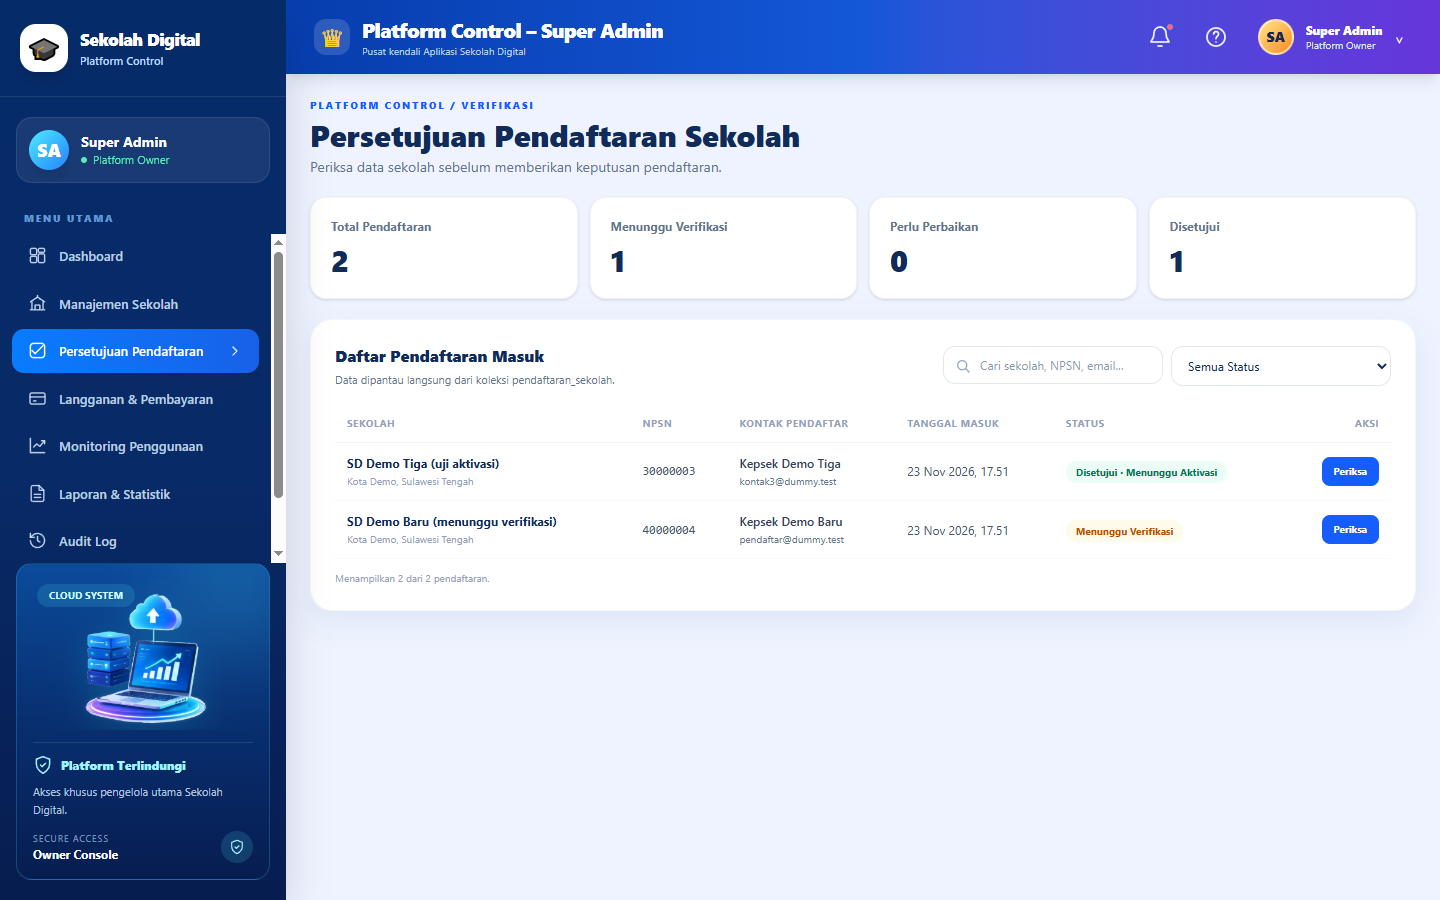 Sekolah Digital
Platform Control
SA
Super Admin
Platform Owner
MENU UTAMA
Dashboard
Manajemen Sekolah
Persetujuan Pendaftaran
Langganan & Pembayaran
Monitoring Penggunaan
Laporan & Statistik
Audit Log
CLOUD SYSTEM
Platform Terlindungi
Akses khusus pengelola utama Sekolah
Digital.
SECURE ACCESS
Owner Console
Platform Control – Super Admin
Pusat kendali Aplikasi Sekolah Digital
SA
Super Admin
Platform Owner
PLATFORM CONTROL / VERIFIKASI
Persetujuan Pendaftaran Sekolah
Periksa data sekolah sebelum memberikan keputusan pendaftaran.
Total Pendaftaran
2
Menunggu Verifikasi
1
Perlu Perbaikan
0
Disetujui
1
Daftar Pendaftaran Masuk
Data dipantau langsung dari koleksi pendaftaran_sekolah.
Cari sekolah, NPSN, email...
Semua Status
SEKOLAH NPSN KONTAK PENDAFTAR TANGGAL MASUK STATUS AKSI
SD Demo Tiga (uji aktivasi)
Kota Demo, Sulawesi Tengah
30000003
Kepsek Demo Tiga
kontak3@dummy.test
23 Nov 2026, 17.51
Disetujui · Menunggu Aktivasi
Periksa
SD Demo Baru (menunggu verifikasi)
Kota Demo, Sulawesi Tengah
40000004
Kepsek Demo Baru
pendaftar@dummy.test
23 Nov 2026, 17.51
Menunggu Verifikasi
Periksa
Menampilkan 2 dari 2 pendaftaran.